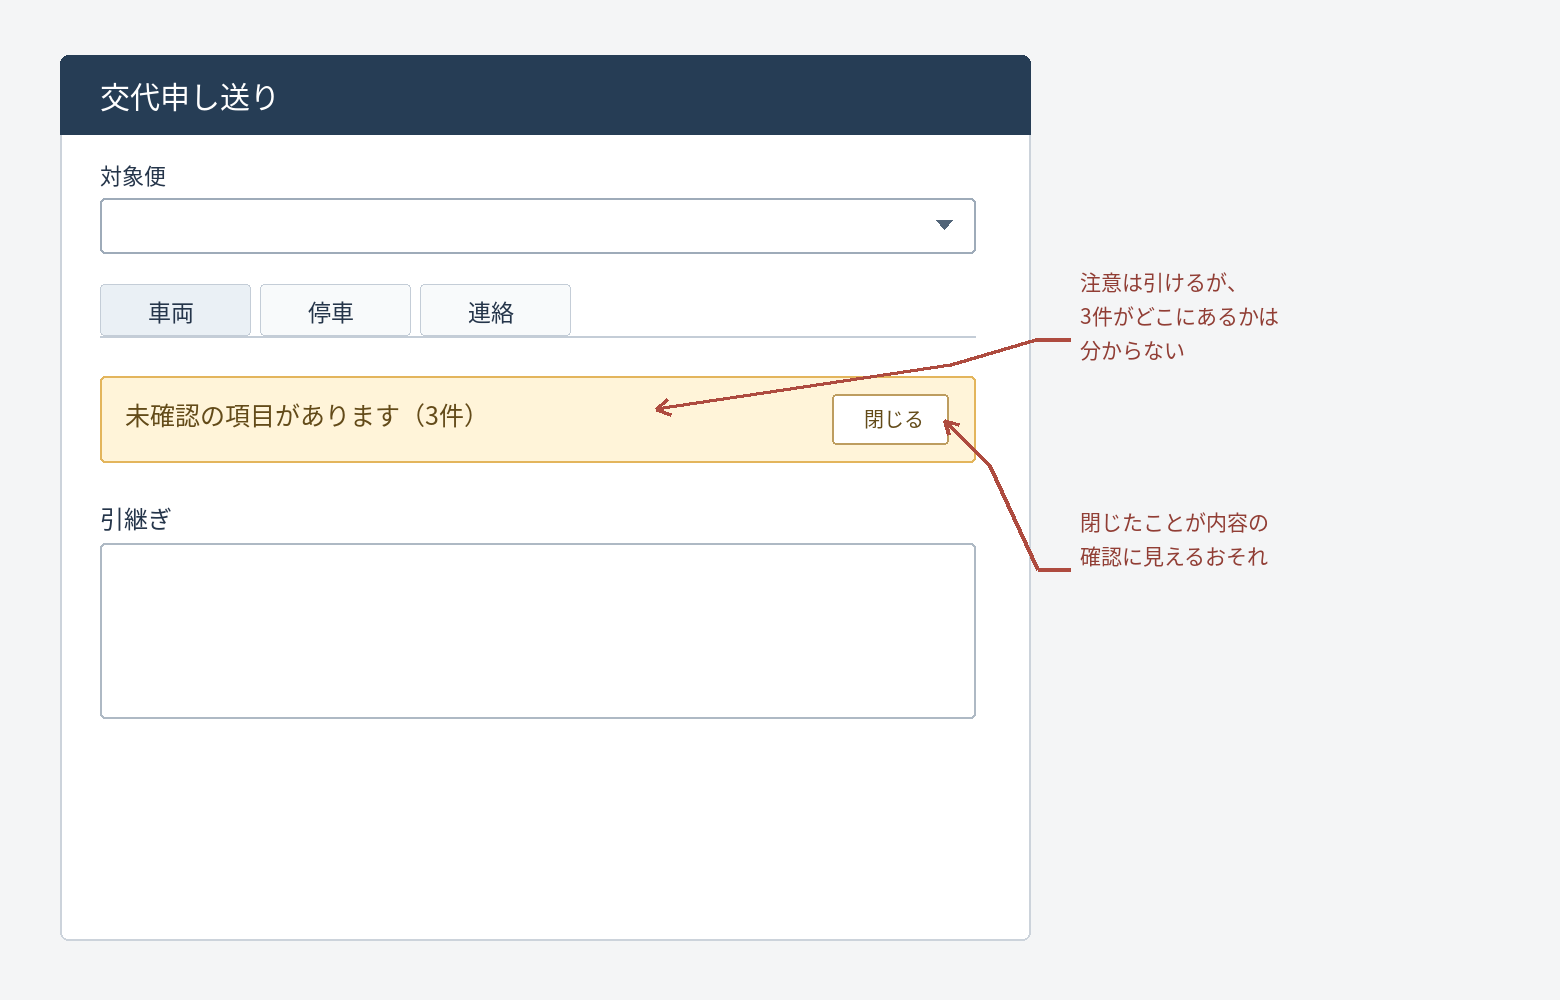 交代申し送り
対象便
車両
停車
連絡
未確認の項目があります（3件）
閉じる
引継ぎ
注意は引けるが、
3件がどこにあるかは
分からない
閉じたことが内容の
確認に見えるおそれ